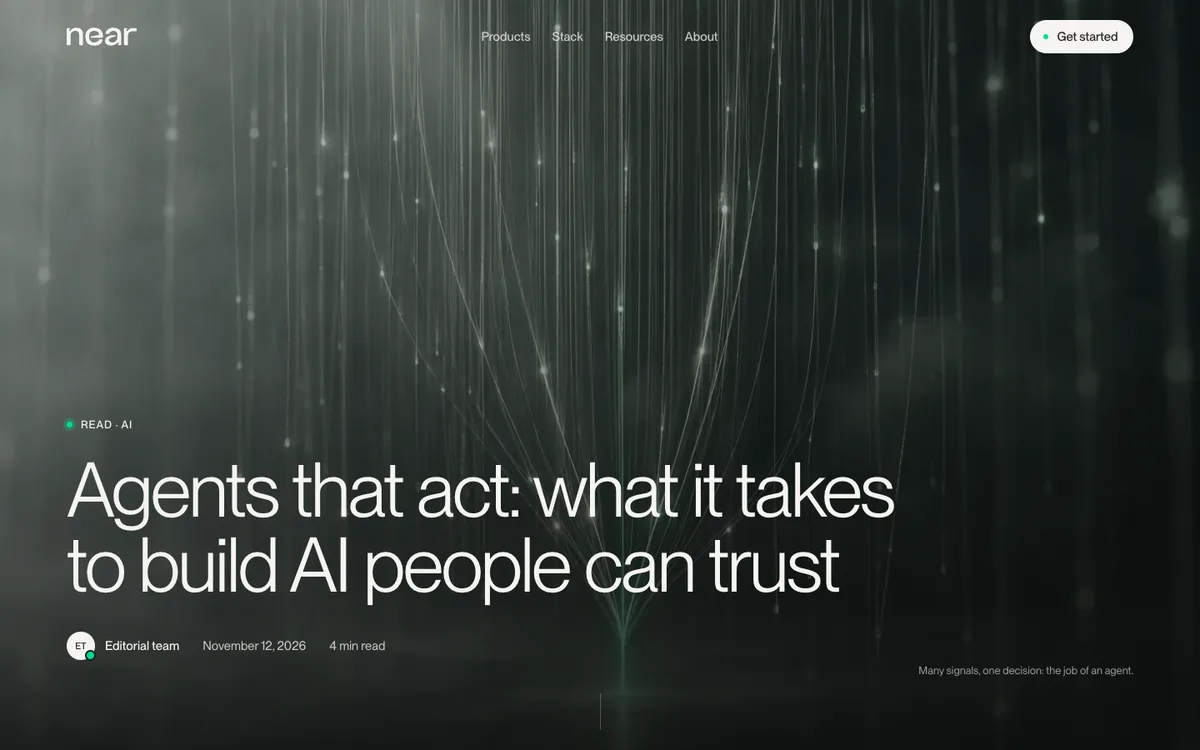 near
Products
Stack
Resources
About
Get started
READ · AI
Agents that act: what it takes
to build AI people can trust
ET
Editorial team
November 12, 2026
4 min read
Many signals, one decision: the job of an agent.